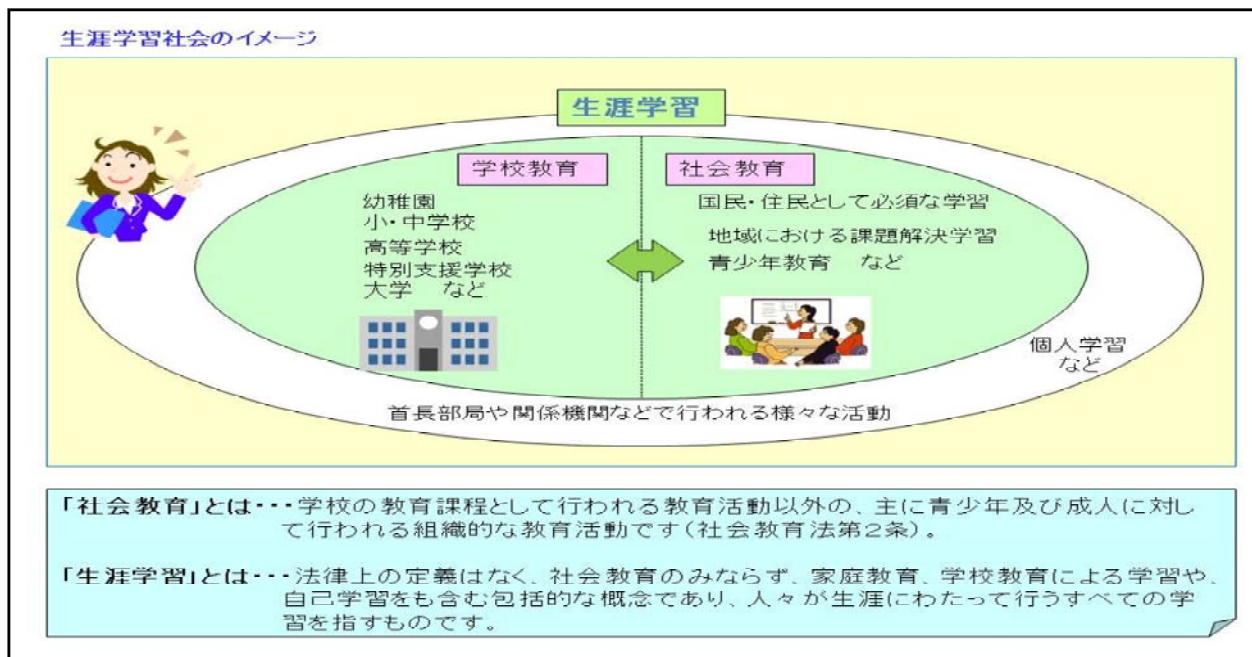 生涯学習社会のイメージ
生涯学習
学校教育
幼稚園
小・中学校
高等学校
特別支援学校
大学　など
社会教育
国民・住民として必須な学習
地域における課題解決学習
青少年教育　など
個人学習
など
首長部局や関係機関などで行われる様々な活動
「社会教育」とは・・・学校の教育課程として行われる教育活動以外の、主に青少年及び成人に対し
て行われる組織的な教育活動です（社会教育法第２条）。
「生涯学習」とは・・・法律上の定義はなく、社会教育のみならず、家庭教育、学校教育による学習や、
自己学習をも含む包括的な概念であり、人々が生涯にわたって行うすべての学
習を指すものです。